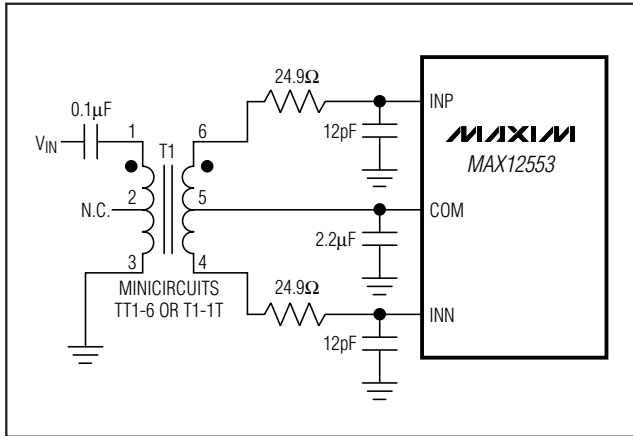 24.9Ω
0.1μF
INP
1
6
VIN
T1
12pF
MAXIM
MAX12553
2
5
N.C.
COM
2.2μF
3
4
MINICIRCUITS
TT1-6 OR T1-1T
24.9Ω
INN
12pF